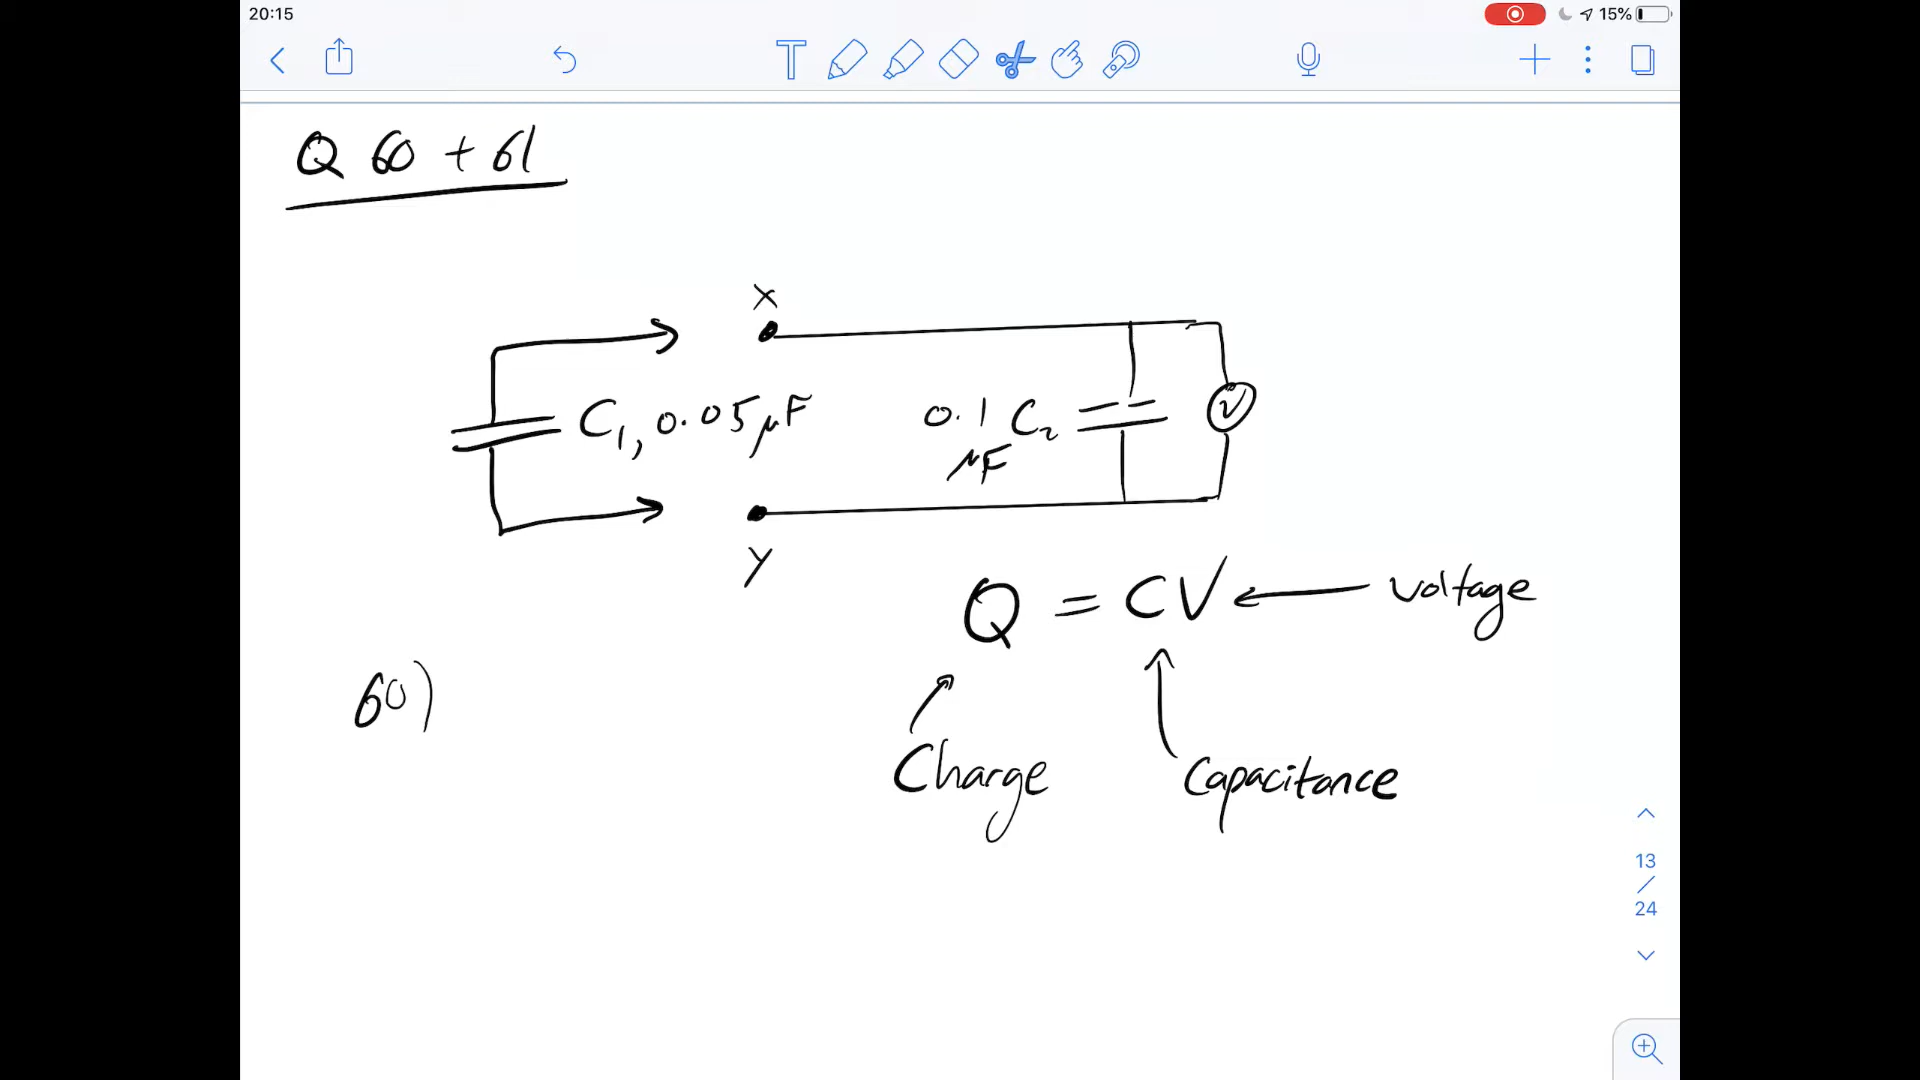 20:15
15%
Q 60 + 61
X
C₁, 0.05μF
0.1 C₂
μF
V
y
Q = CV ← voltage
60)
Charge
Capacitance
13
/
24